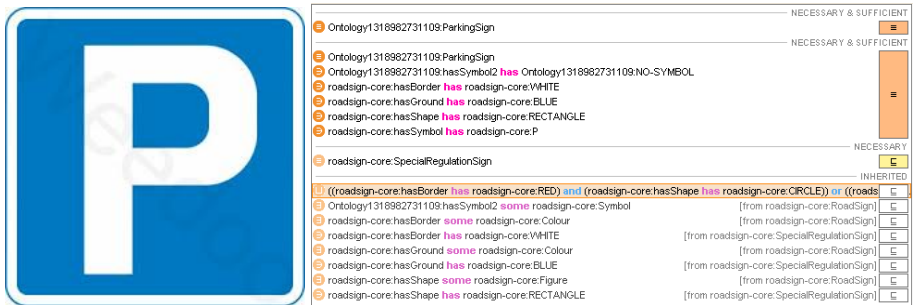 P
NECESSARY & SUFFICIENT
Ontology1318982731109:ParkingSign
NECESSARY & SUFFICIENT
Ontology1318982731109:ParkingSign
Ontology1318982731109:hasSymbol2 has Ontology1318982731109:NO-SYMBOL
roadsign-core:hasBorder has roadsign-core:WHITE
roadsign-core:hasGround has roadsign-core:BLUE
roadsign-core:hasShape has roadsign-core:RECTANGLE
roadsign-core:hasSymbol has roadsign-core:P
NECESSARY
roadsign-core:SpecialRegulationSign
INHERITED
((roadsign-core:hasBorder has roadsign-core:RED) and (roadsign-core:hasShape has roadsign-core:CIRCLE)) or ((roads
Ontology1318982731109:hasSymbol2 some roadsign-core:Symbol [from roadsign-core:RoadSign]
roadsign-core:hasBorder some roadsign-core:Colour [from roadsign-core:RoadSign]
roadsign-core:hasBorder has roadsign-core:WHITE [from roadsign-core:SpecialRegulationSign]
roadsign-core:hasGround some roadsign-core:Colour [from roadsign-core:RoadSign]
roadsign-core:hasGround has roadsign-core:BLUE [from roadsign-core:SpecialRegulationSign]
roadsign-core:hasShape some roadsign-core:Figure [from roadsign-core:RoadSign]
roadsign-core:hasShape has roadsign-core:RECTANGLE [from roadsign-core:SpecialRegulationSign]